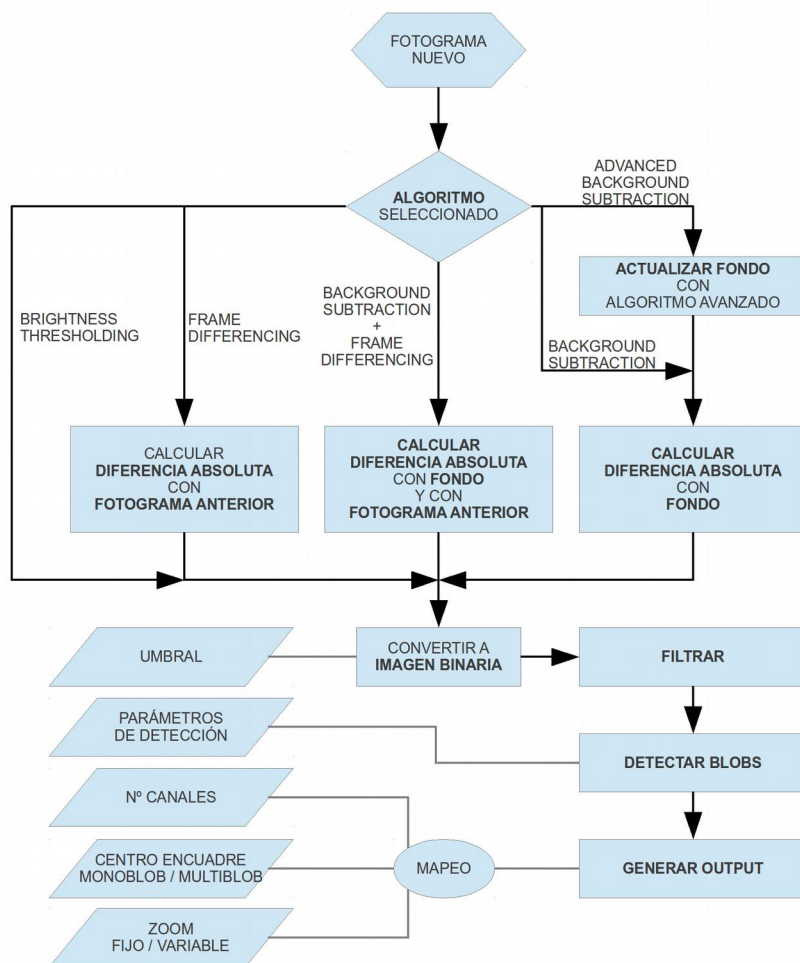 FOTOGRAMA
NUEVO
ALGORITMO
SELECCIONADO
ADVANCED
BACKGROUND
SUBTRACTION
ACTUALIZAR FONDO
CON
ALGORITMO AVANZADO
BRIGHTNESS
THRESHOLDING
FRAME
DIFFERENCING
BACKGROUND
SUBTRACTION
+
FRAME
DIFFERENCING
BACKGROUND
SUBTRACTION
CALCULAR
DIFERENCIA ABSOLUTA
CON
FOTOGRAMA ANTERIOR
CALCULAR
DIFERENCIA ABSOLUTA
CON FONDO
Y CON
FOTOGRAMA ANTERIOR
CALCULAR
DIFERENCIA ABSOLUTA
CON
FONDO
UMBRAL
CONVERTIR A
IMAGEN BINARIA
FILTRAR
PARÁMETROS
DE DETECCIÓN
DETECTAR BLOBS
Nº CANALES
CENTRO ENCUADRE
MONOBLOB / MULTIBLOB
MAPEO
GENERAR OUTPUT
ZOOM
FIJO / VARIABLE